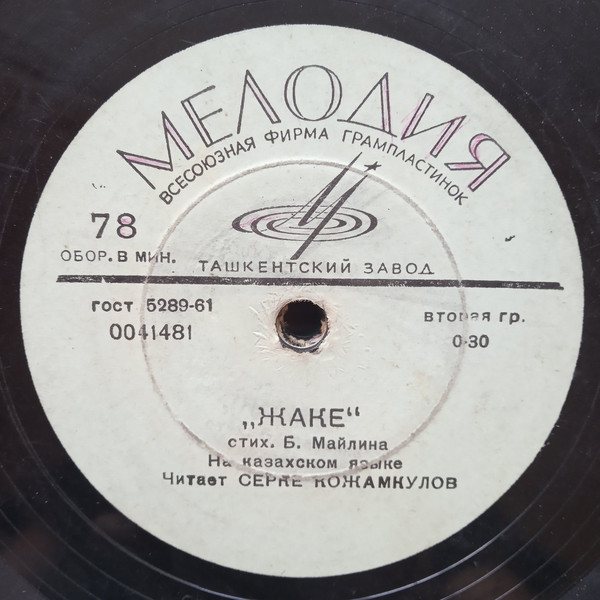 МЕЛОДИЯ
ВСЕСОЮЗНАЯ ФИРМА ГРАМПЛАСТИНОК
78
ОБОР. В МИН.
ТАШКЕНТСКИЙ ЗАВОД
ГОСТ 5289-61
вторая гр.
0041481
0-30
„ЖАКЕ“
стих. Б. Майлина
На казахском языке
Читает СЕРКЕ КОЖАМКУЛОВ